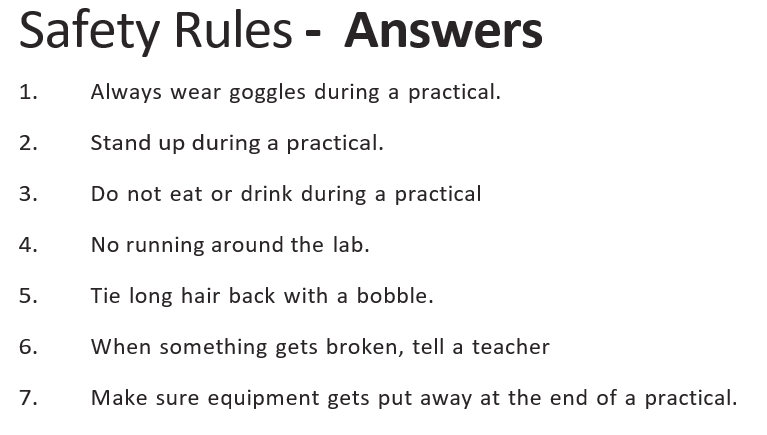 Safety Rules - Answers
1. Always wear goggles during a practical.
2. Stand up during a practical.
3. Do not eat or drink during a practical
4. No running around the lab.
5. Tie long hair back with a bobble.
6. When something gets broken, tell a teacher
7. Make sure equipment gets put away at the end of a practical.